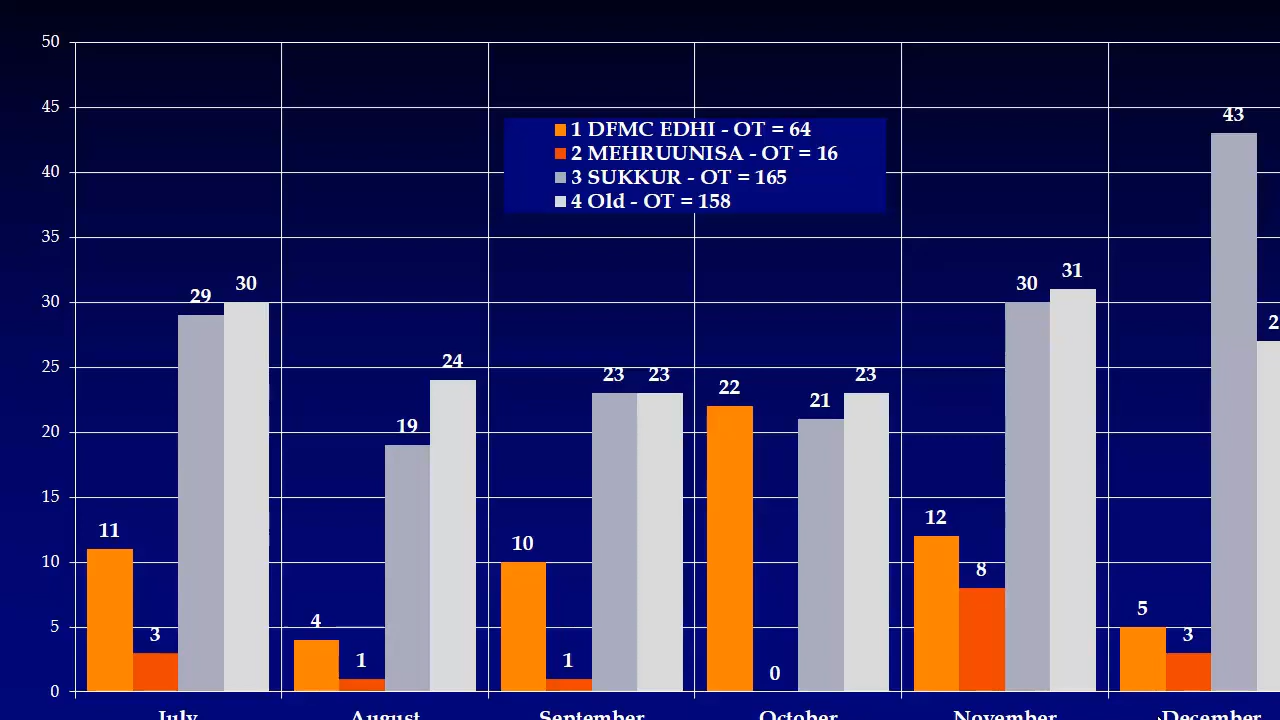 50
45
43
1 DFMC EDHI - OT = 64
2 MEHRUUNISA - OT = 16
40
3 SUKKUR - OT = 165
4 Old - OT = 158
35
30 31
29 30
30
2
25
24 23 23 22 21 23
20
19
15
11 10 12
10
8
5
4 5
3 1 1 0 3
0
July August September October November December